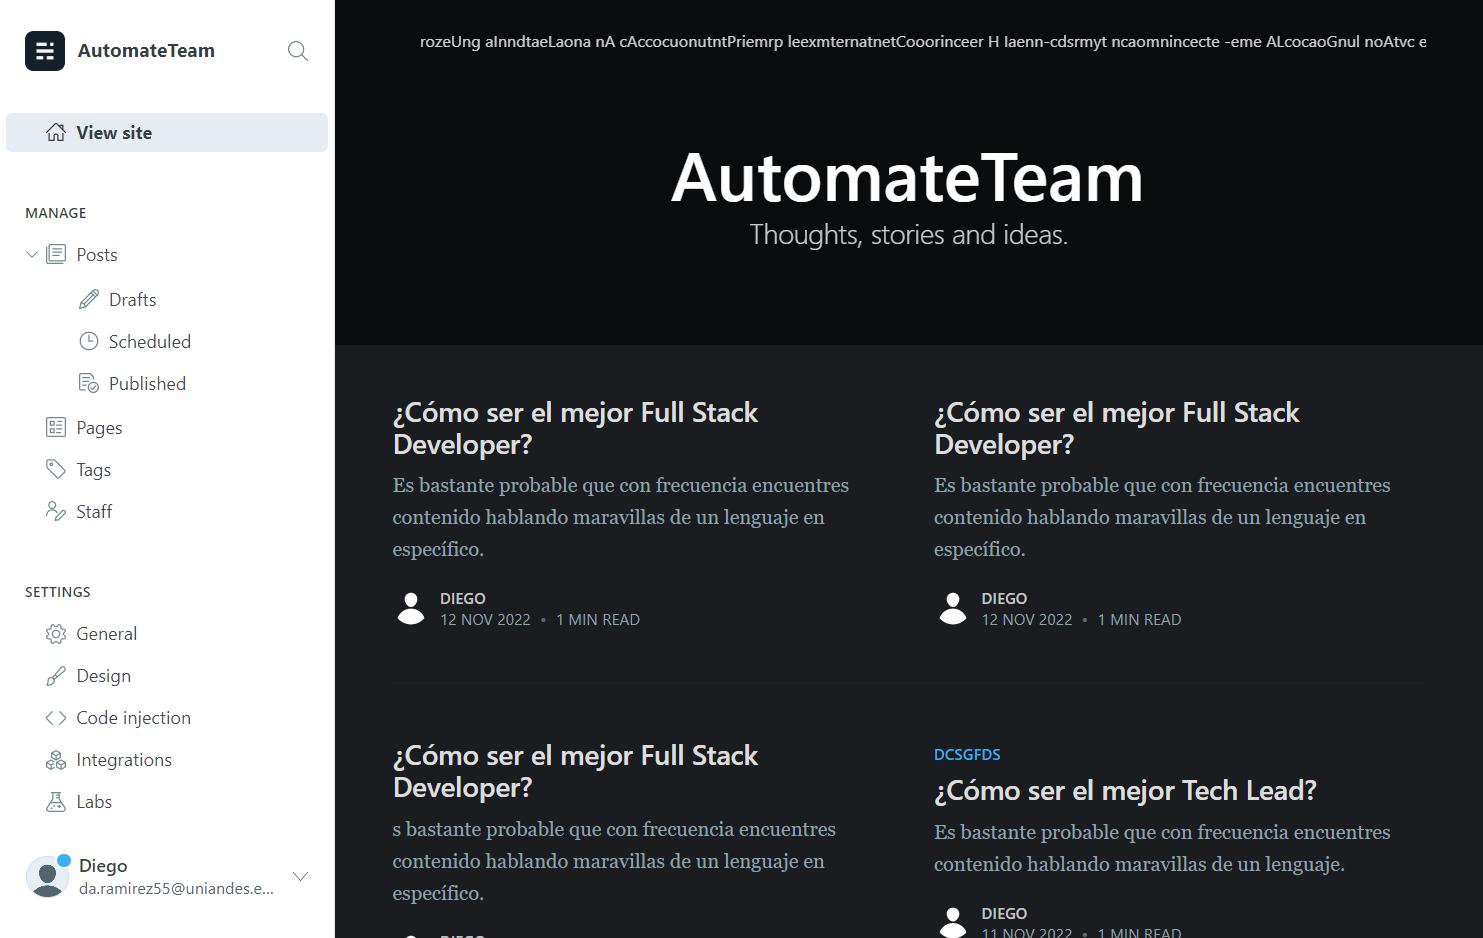 AutomateTeam
View site
MANAGE
Posts
Drafts
Scheduled
Published
Pages
Tags
Staff
SETTINGS
General
Design
Code injection
Integrations
Labs
Diego
da.ramirez55@uniandes.e...
rozeUng aInndtaeLaona nA cAccocuonutntPriemrp leexmternatnetCooorinceer H Iaenn-cdsrmyt ncaomnincecte -eme ALcocaoGnul noAtvc e
AutomateTeam
Thoughts, stories and ideas.
¿Cómo ser el mejor Full Stack
Developer?
Es bastante probable que con frecuencia encuentres
contenido hablando maravillas de un lenguaje en
específico.
DIEGO
12 NOV 2022 • 1 MIN READ
¿Cómo ser el mejor Full Stack
Developer?
Es bastante probable que con frecuencia encuentres
contenido hablando maravillas de un lenguaje en
específico.
DIEGO
12 NOV 2022 • 1 MIN READ
¿Cómo ser el mejor Full Stack
Developer?
s bastante probable que con frecuencia encuentres
contenido hablando maravillas de un lenguaje en
específico.
DIEGO
DCSGFDS
¿Cómo ser el mejor Tech Lead?
Es bastante probable que con frecuencia encuentres
contenido hablando maravillas de un lenguaje.
DIEGO
11 NOV 2022 • 1 MIN READ